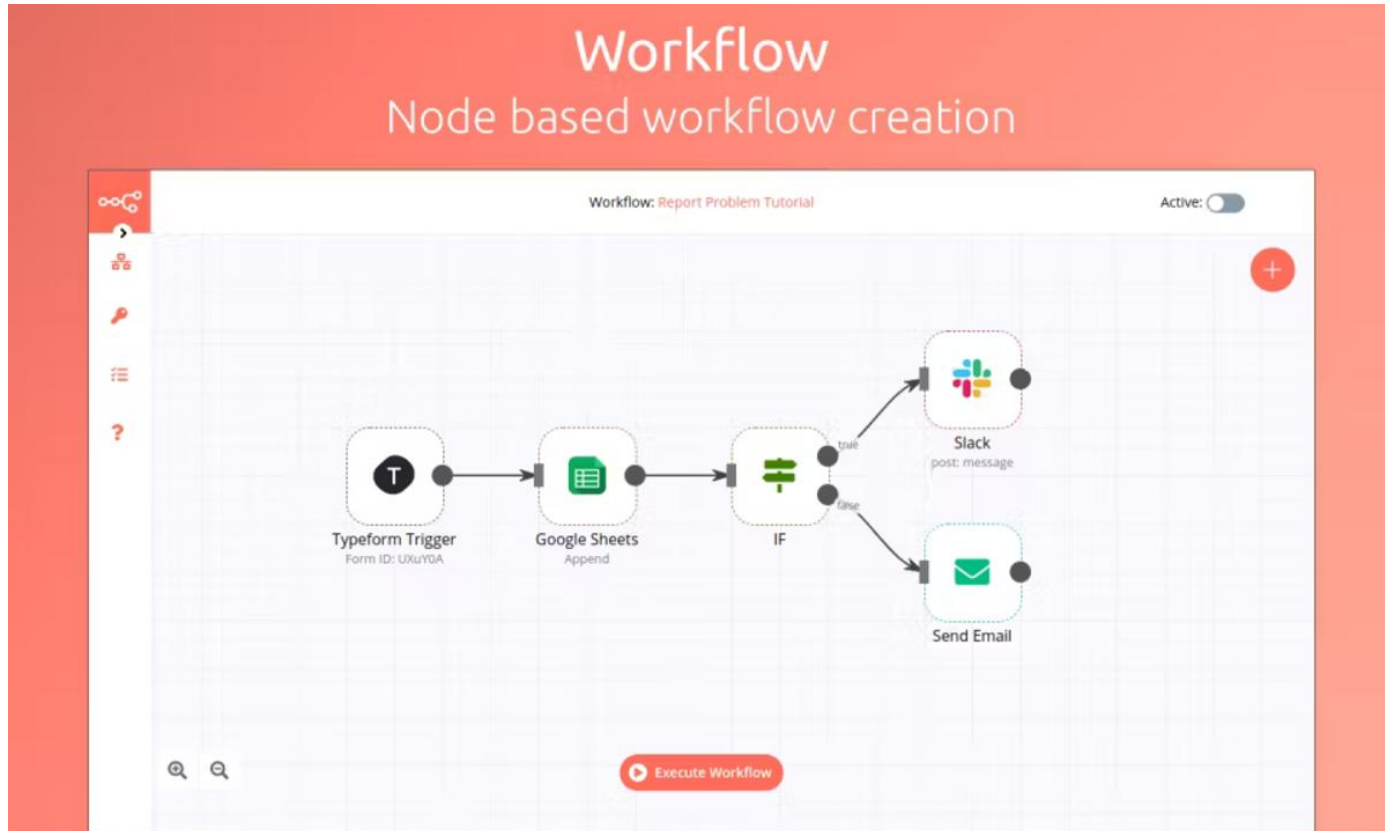 Workflow
Node based workflow creation
Workflow: Report Problem Tutorial
Active:
?
true
Slack
post: message
T
false
Typeform Trigger
Form ID: UXuY0A
Google Sheets
Append
IF
Send Email
Execute Workflow